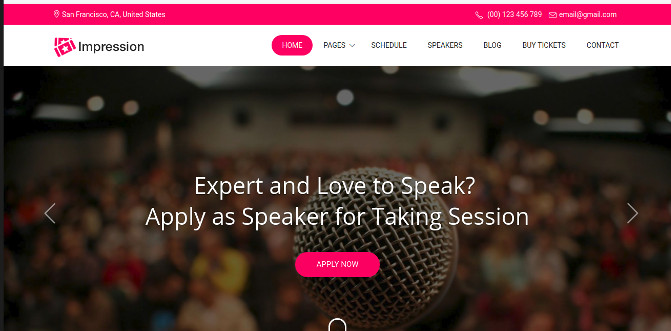 San Francisco, CA, United States
(00) 123 456 789 email@gmail.com
Impression
HOME PAGES SCHEDULE SPEAKERS BLOG BUY TICKETS CONTACT
Expert and Love to Speak?
Apply as Speaker for Taking Session
APPLY NOW